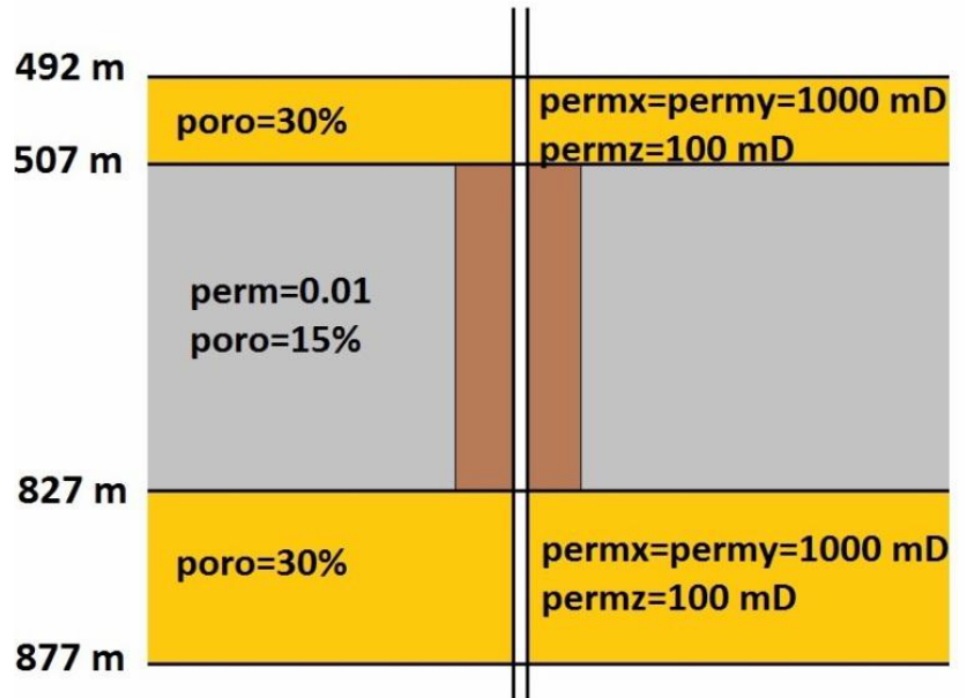 492 m
poro=30%
permx=permy=1000 mD
permz=100 mD
507 m
perm=0.01
poro=15%
827 m
poro=30%
permx=permy=1000 mD
permz=100 mD
877 m